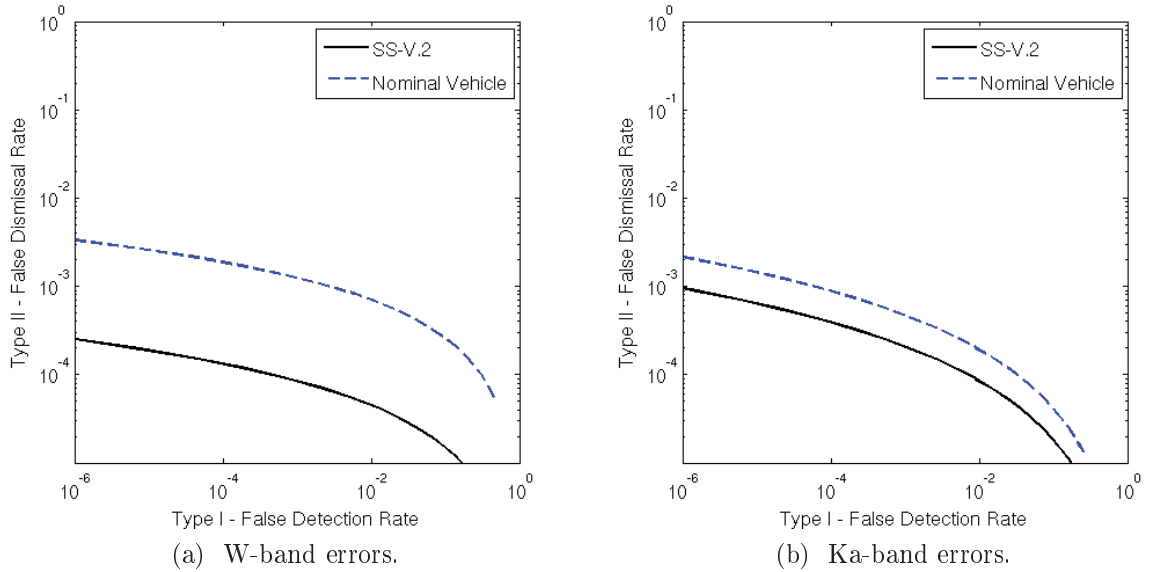 10^0
10^-1
10^-2
10^-3
10^-4
Type II - False Dismissal Rate
SS-V.2
Nominal Vehicle
10^-6
10^-4
10^-2
10^0
Type I - False Detection Rate
(a) W-band errors.
10^0
10^-1
10^-2
10^-3
10^-4
Type II - False Dismissal Rate
SS-V.2
Nominal Vehicle
10^-6
10^-4
10^-2
10^0
Type I - False Detection Rate
(b) Ka-band errors.